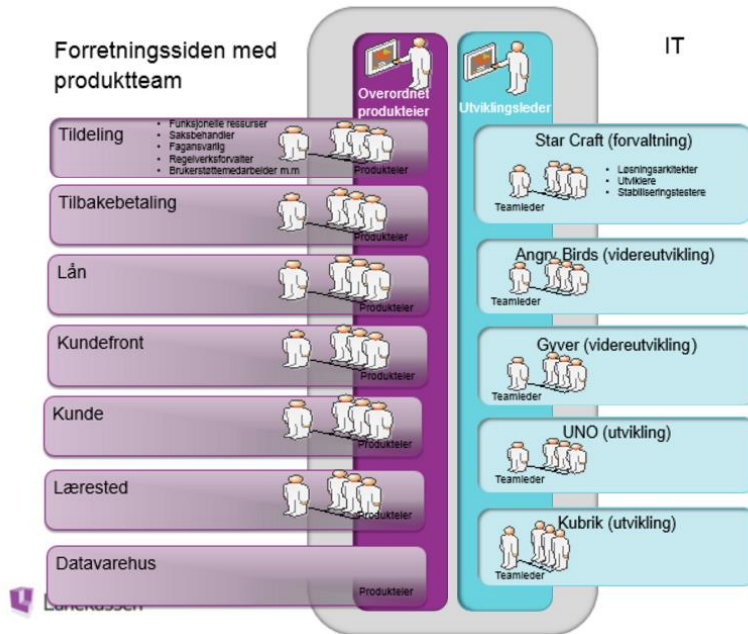 Forretningssiden med
produktteam
IT
Overordnet
produkteier
Utviklingsleder
Tildeling
• Funksjonelle ressurser
• Saksbehandler
• Fagansvarlig
• Regelverksforvalter
• Brukerstøttemedarbeider m.m
Produkteier
Tilbakebetaling
Produkteier
Lån
Produkteier
Kundefront
Produkteier
Kunde
Produkteier
Lærested
Produkteier
Datavarehus
Produkteier
Star Craft (forvaltning)
• Løsningsarkitekter
• Utviklere
• Stabiliseringstestere
Teamleder
Angry Birds (videreutvikling)
Teamleder
Gyver (videreutvikling)
Teamleder
UNO (utvikling)
Teamleder
Kubrik (utvikling)
Teamleder
Lånekassen